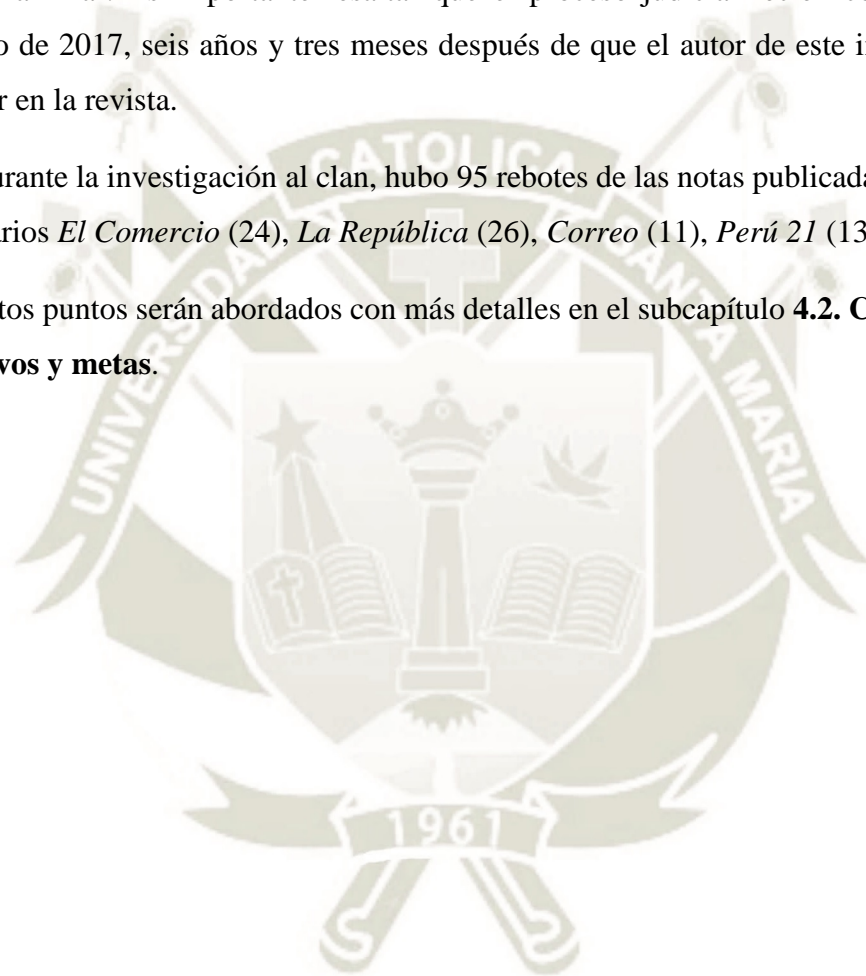 o de 2017, seis años y tres meses después de que el autor de este i
r en la revista.
urante la investigación al clan, hubo 95 rebotes de las notas publicada
arios El Comercio (24), La República (26), Correo (11), Perú 21 (13
tos puntos serán abordados con más detalles en el subcapítulo 4.2. C
vos y metas.
UNIVERSIDAD CATOLICA SANTA MARIA
1961